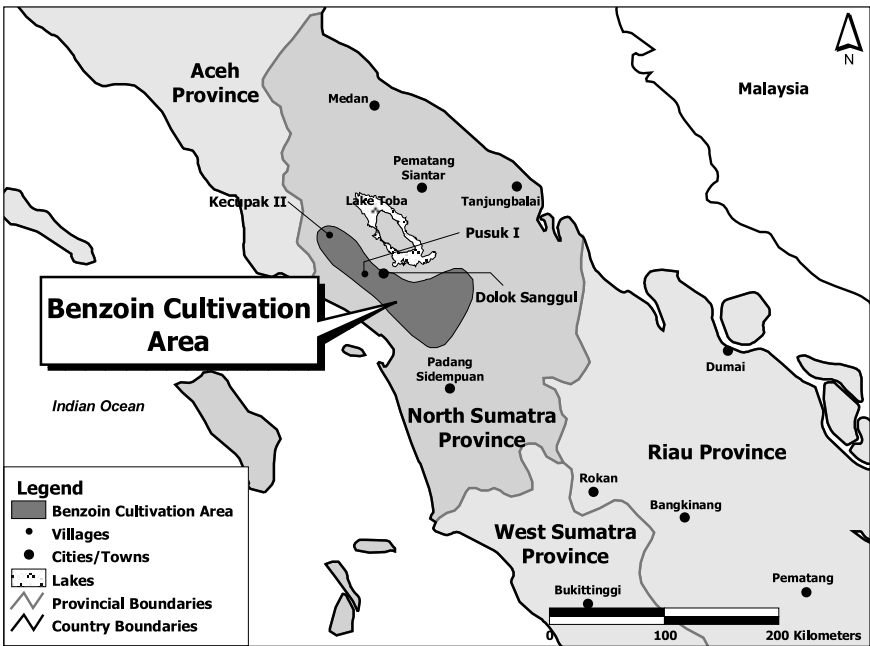 Aceh
Province
N
Malaysia
Medan
Pematang
Siantar
Kecupak II
Lake Toba
Tanjungbalai
Pusuk I
Benzoin Cultivation
Area
Dolok Sanggul
Padang
Sidempuan
Dumai
Indian Ocean
North Sumatra
Province
Riau Province
Rokan
Bangkinang
West Sumatra
Province
Bukittinggi
Pematang
Legend
Benzoin Cultivation Area
Villages
Cities/Towns
Lakes
Provincial Boundaries
Country Boundaries
0 100 200 Kilometers